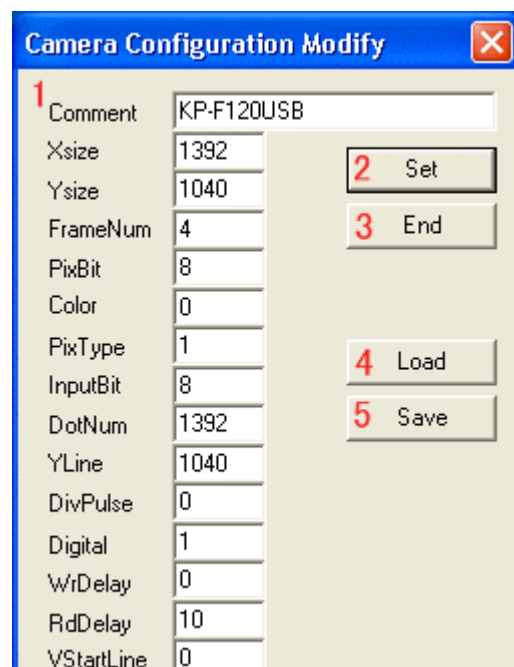 Camera Configuration Modify
1 Comment KP-F120USB
Xsize 1392
2 Set
Ysize 1040
3 End
FrameNum 4
PixBit 8
Color 0
PixType 1
4 Load
InputBit 8
5 Save
DotNum 1392
YLine 1040
DivPulse 0
Digital 1
WrDelay 0
RdDelay 10
VStartLine 0